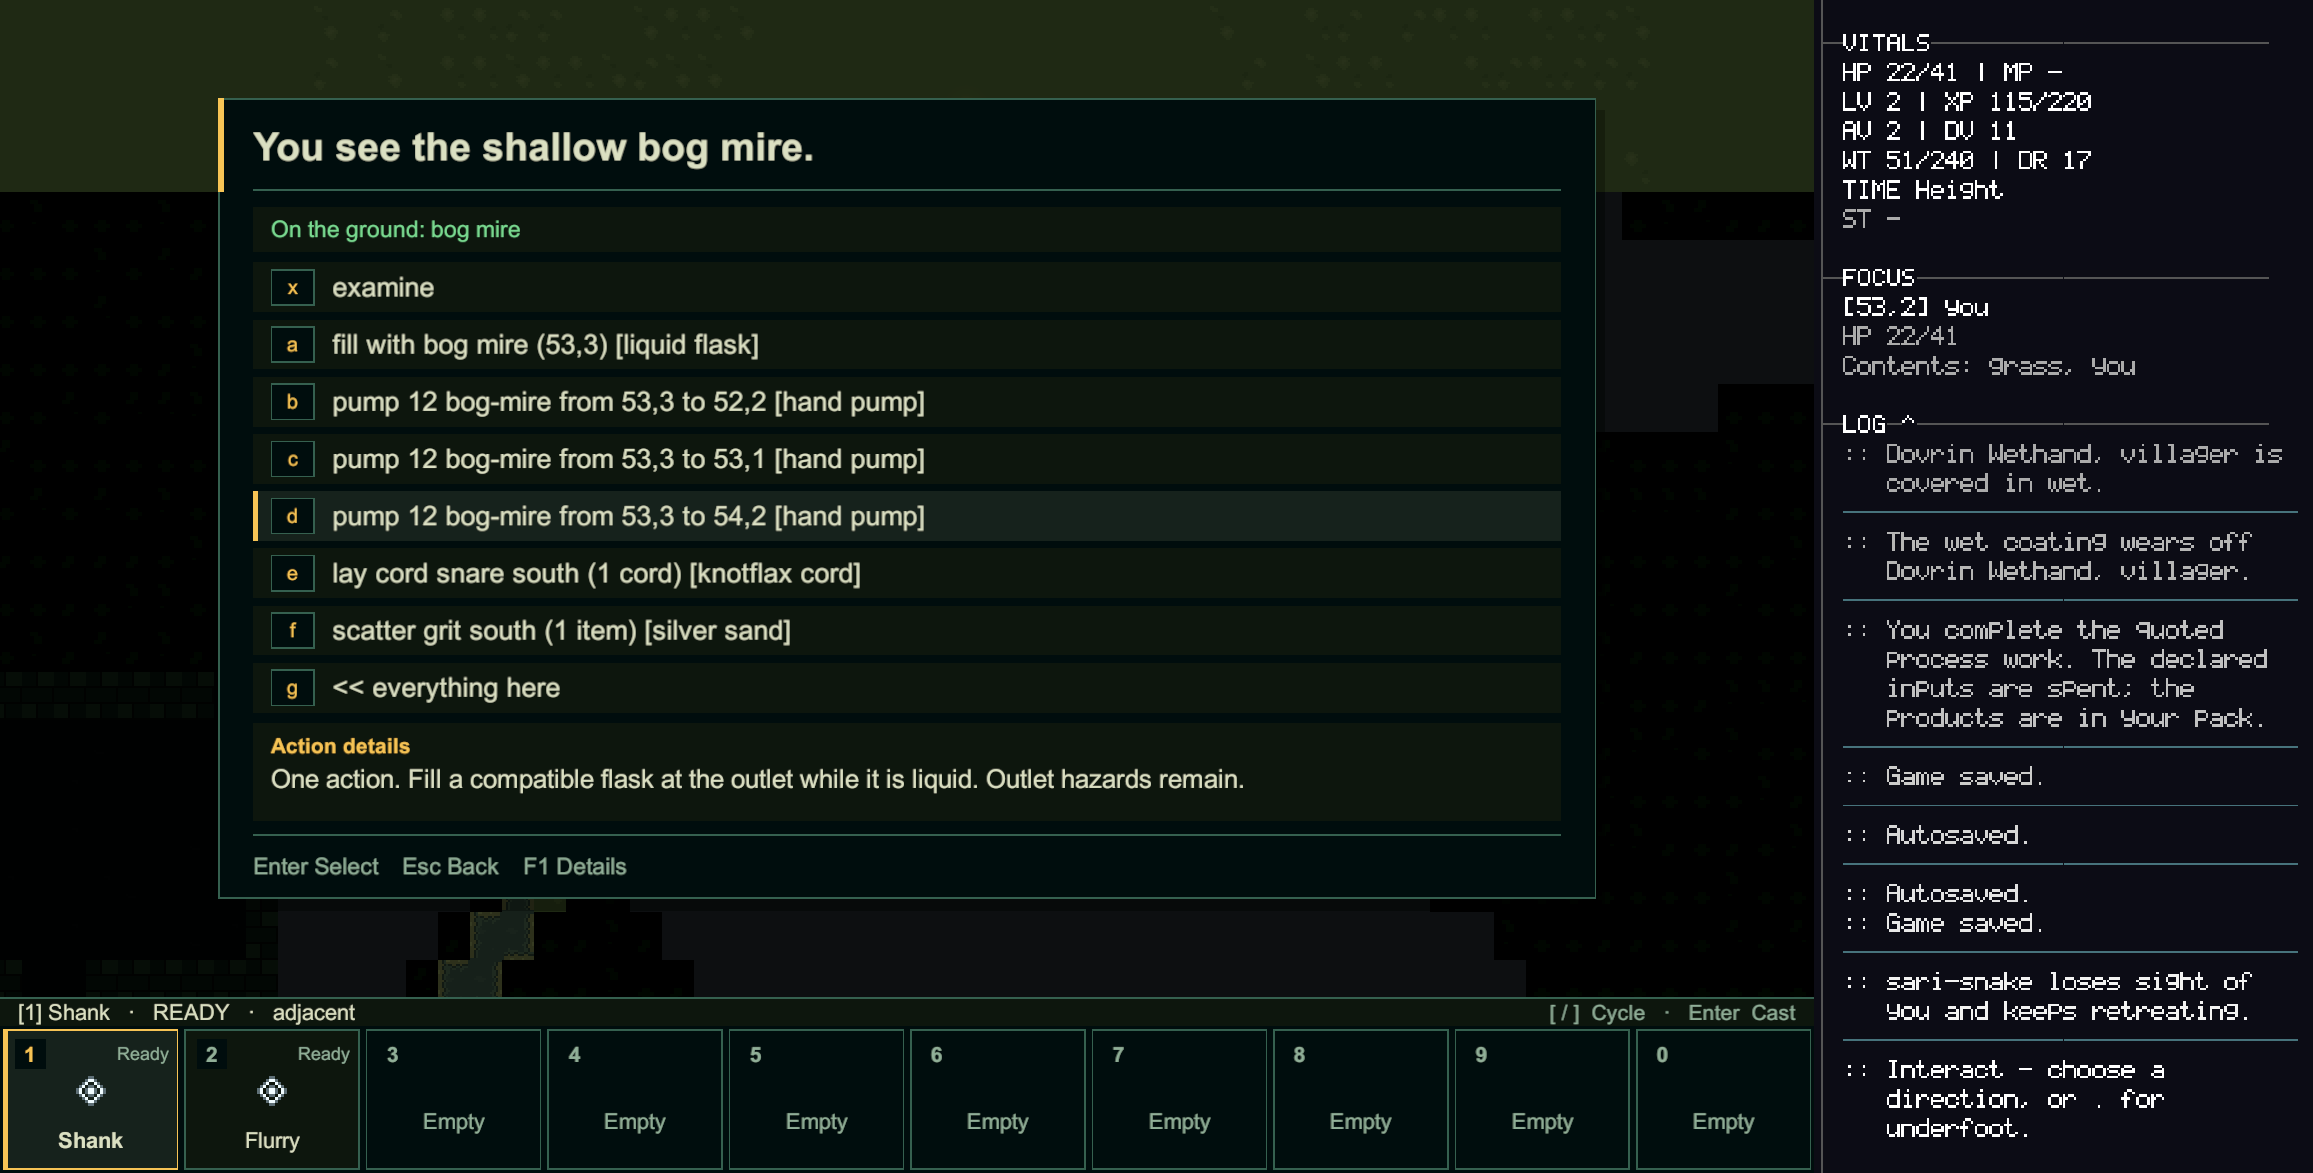 You see the shallow bog mire.
On the ground: bog mire
x examine
a fill with bog mire (53,3) [liquid flask]
b pump 12 bog-mire from 53,3 to 52,2 [hand pump]
c pump 12 bog-mire from 53,3 to 53,1 [hand pump]
d pump 12 bog-mire from 53,3 to 54,2 [hand pump]
e lay cord snare south (1 cord) [knotflax cord]
f scatter grit south (1 item) [silver sand]
g << everything here
Action details
One action. Fill a compatible flask at the outlet while it is liquid. Outlet hazards remain.
Enter Select Esc Back F1 Details
[1] Shank · READY · adjacent
[ / ] Cycle · Enter Cast
1 Ready
Shank
2 Ready
Flurry
3
Empty
4
Empty
5
Empty
6
Empty
7
Empty
8
Empty
9
Empty
0
Empty
VITALS
HP 22/41 | MP -
LV 2 | XP 115/220
AV 2 | DV 11
WT 51/240 | DR 17
TIME Height
ST -
FOCUS
[53,2] You
HP 22/41
Contents: grass, You
LOG ^
:: Dovrin Wethand, villager is
covered in wet.
:: The wet coating wears off
Dovrin Wethand, villager.
:: You complete the quoted
process work. The declared
inputs are spent; the
products are in your pack.
:: Game saved.
:: Autosaved.
:: Autosaved.
:: Game saved.
:: sari-snake loses sight of
you and keeps retreating.
:: Interact - choose a
direction, or . for
underfoot.